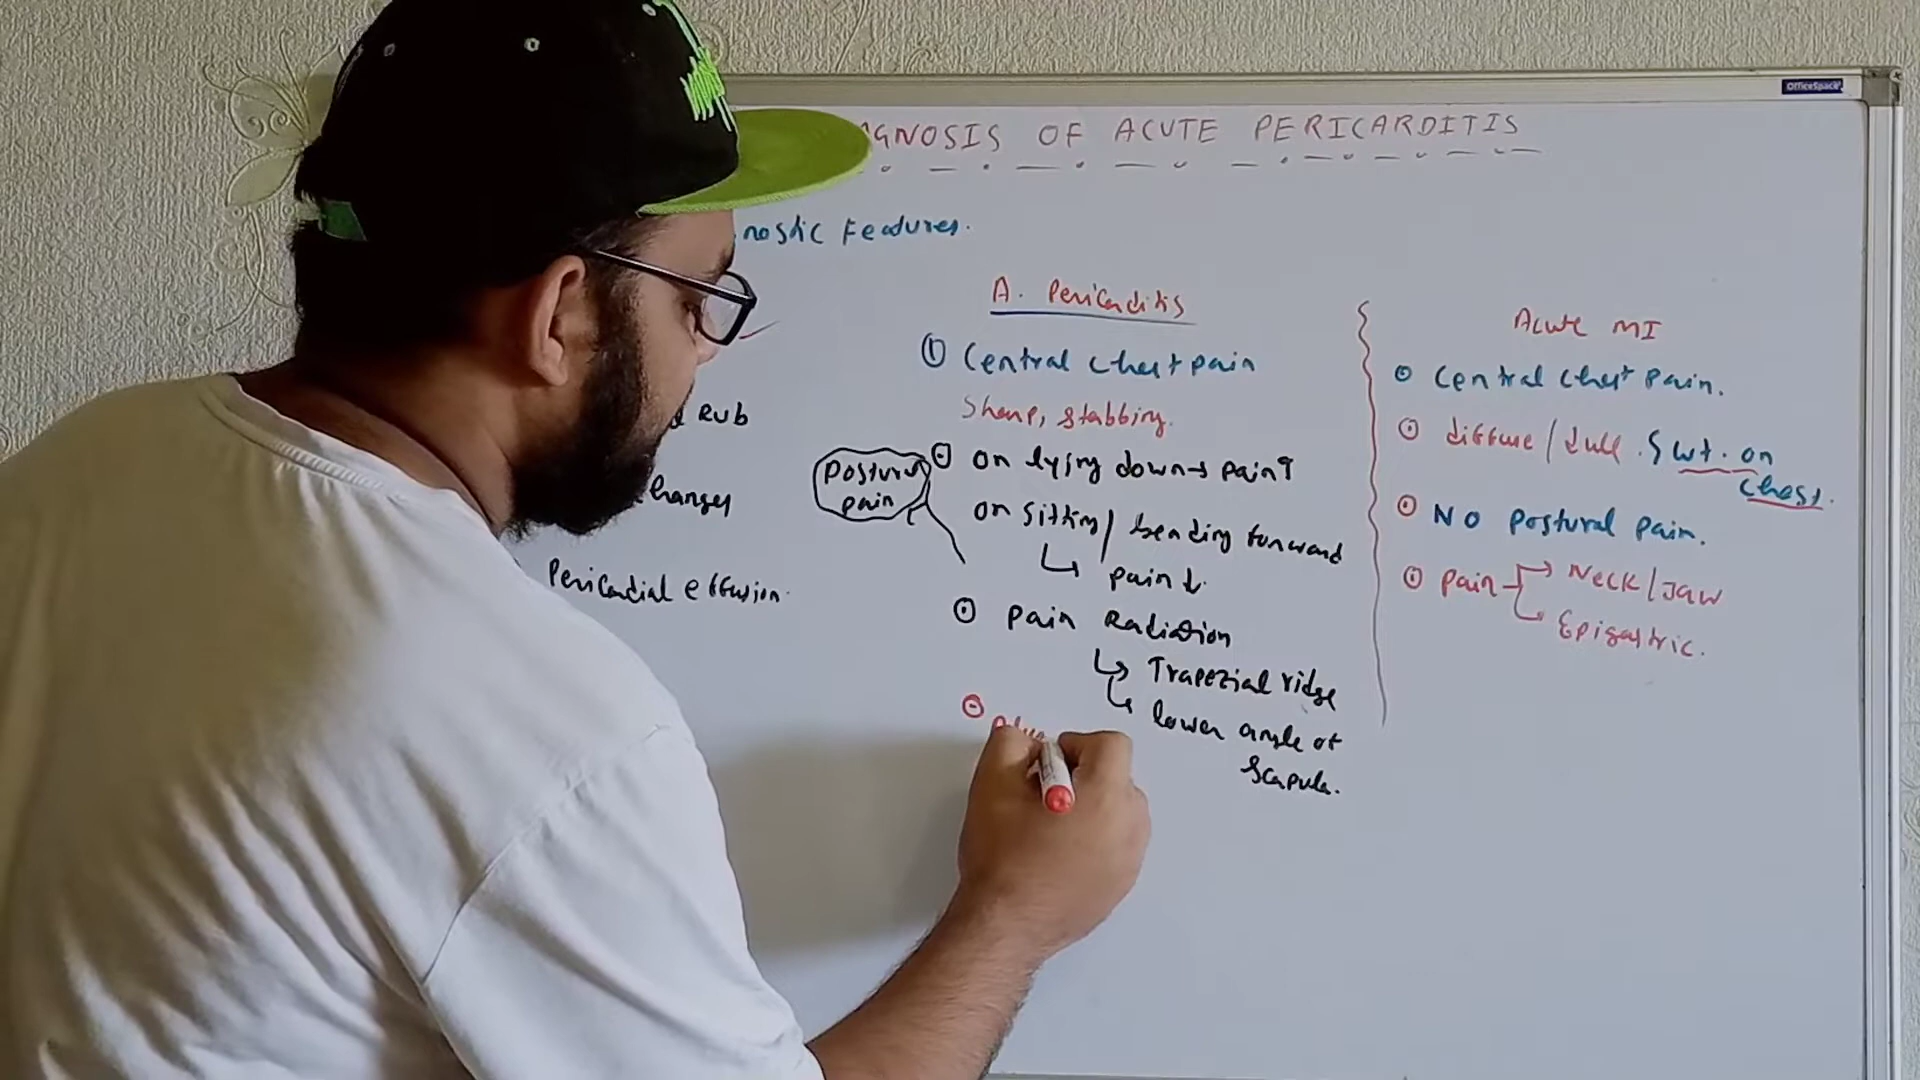 OfficeSpace
GNOSIS OF ACUTE PERICARDITIS
nostic Features.
Rub
hanges
Pericardial effusion.
A. Pericarditis
① Central chest pain
Sharp, stabbing.
Postural
pain
⊙ on lying down → pain↑
on sitting/ bending forward
↳ pain↓.
⊙ pain Radiation
↳ Trapezial ridge
↳ lower angle of
scapula.
⊙
Acute MI
⊙ Central chest pain.
⊙ diffuse/dull. & wt. on
chest.
⊙ NO postural pain.
⊙ pain → Neck/Jaw
↳ Epigastric.